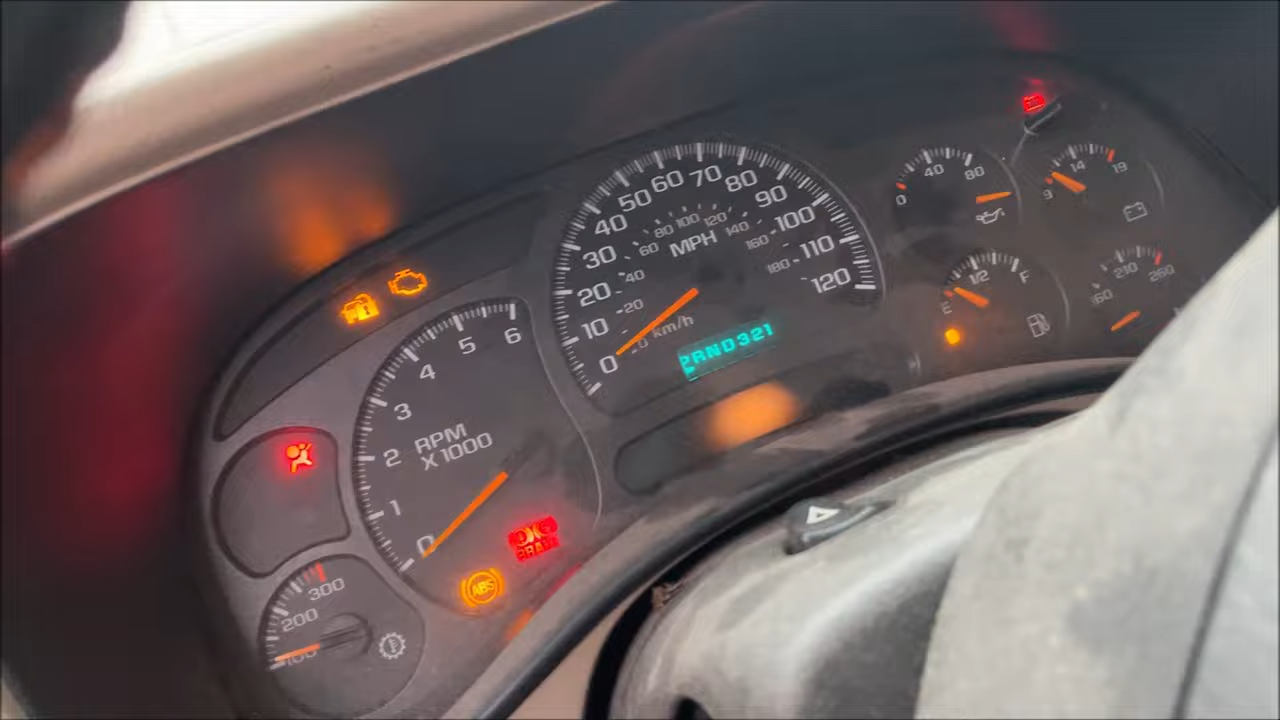 0 10 20 30 40 50 60 70 80 90 100 110 120
MPH
0 20 40 60 80 100 120 140 160 180
km/h
PRND321
0 1 2 3 4 5 6
RPM
X 1000
BRAKE
ABS
100 200 300
0 40 80
9 14 19
E 1/2 F
160 210 260